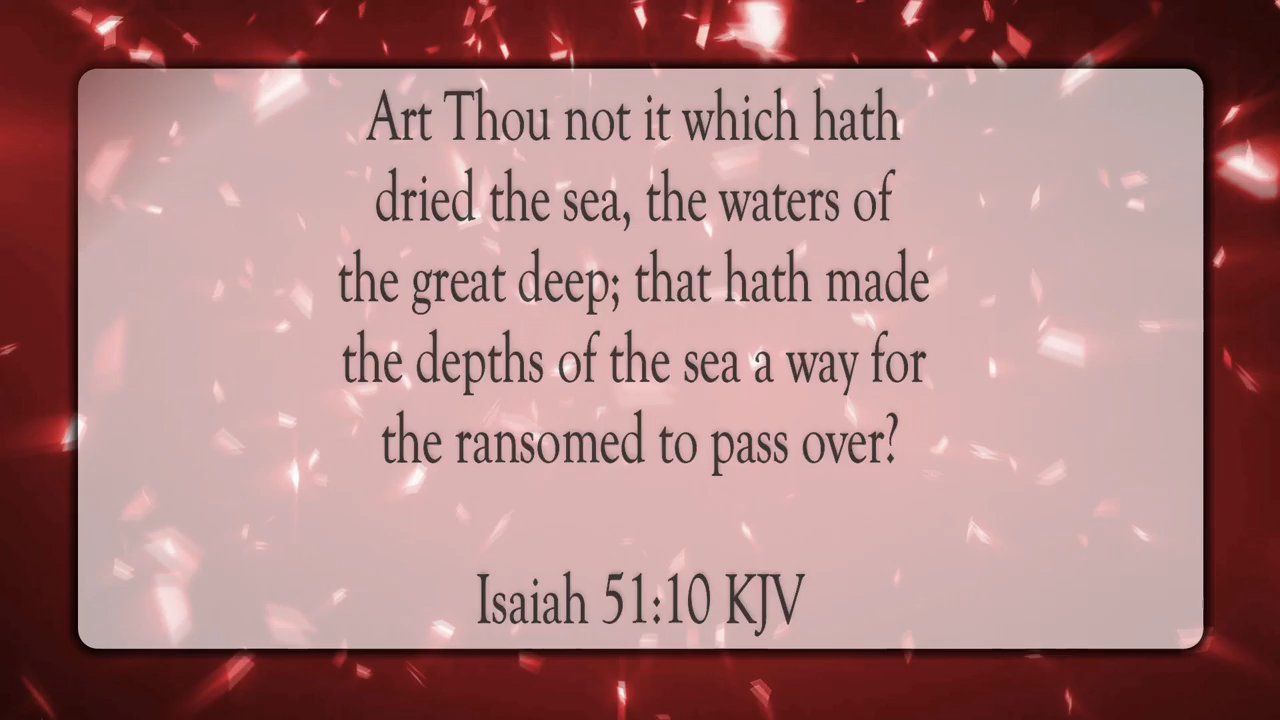 Art Thou not it which hath
dried the sea, the waters of
the great deep; that hath made
the depths of the sea a way for
the ransomed to pass over?
Isaiah 51:10 KJV